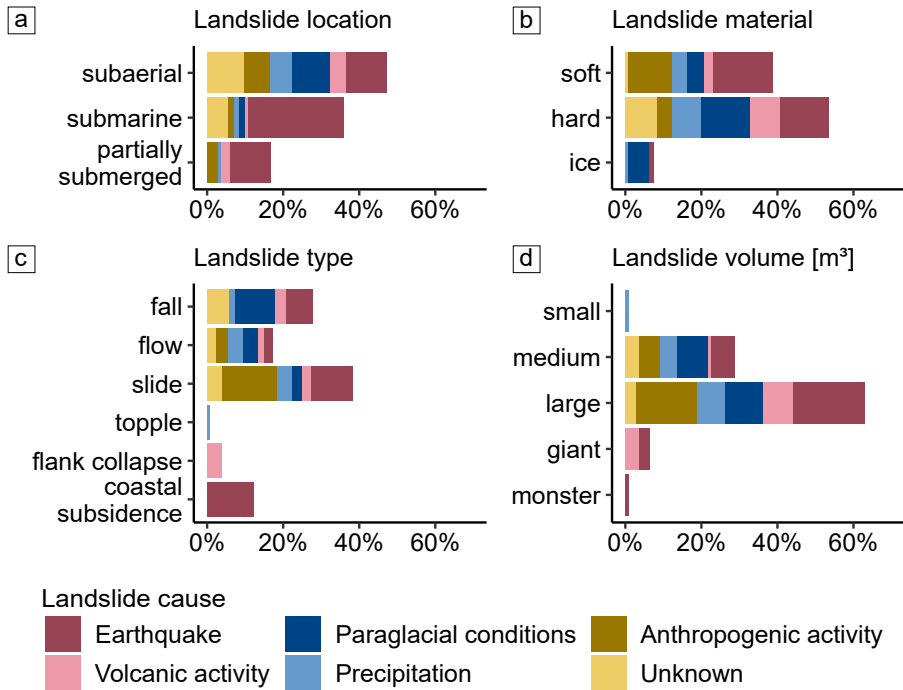 a
Landslide location
subaerial
submarine
partially
submerged
0% 20% 40% 60%
b
Landslide material
soft
hard
ice
0% 20% 40% 60%
c
Landslide type
fall
flow
slide
topple
flank collapse
coastal
subsidence
0% 20% 40% 60%
d
Landslide volume [m³]
small
medium
large
giant
monster
0% 20% 40% 60%
Landslide cause
Earthquake
Paraglacial conditions
Anthropogenic activity
Volcanic activity
Precipitation
Unknown